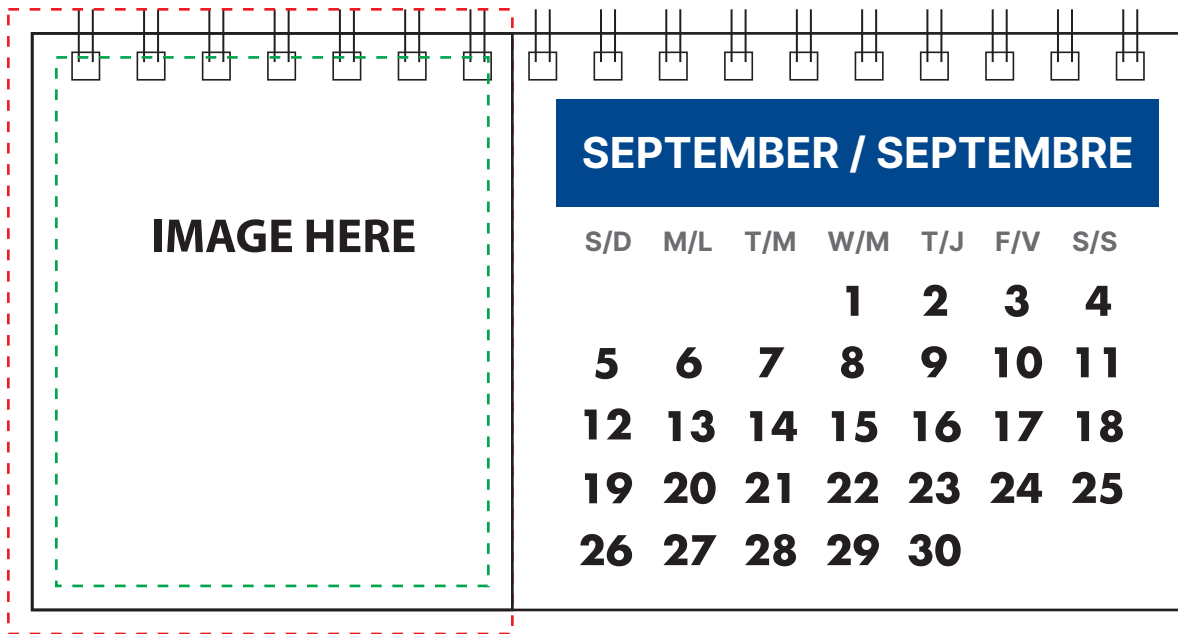 IMAGE HERE
SEPTEMBER / SEPTEMBRE
S/D M/L T/M W/M T/J F/V S/S
1 2 3 4
5 6 7 8 9 10 11
12 13 14 15 16 17 18
19 20 21 22 23 24 25
26 27 28 29 30